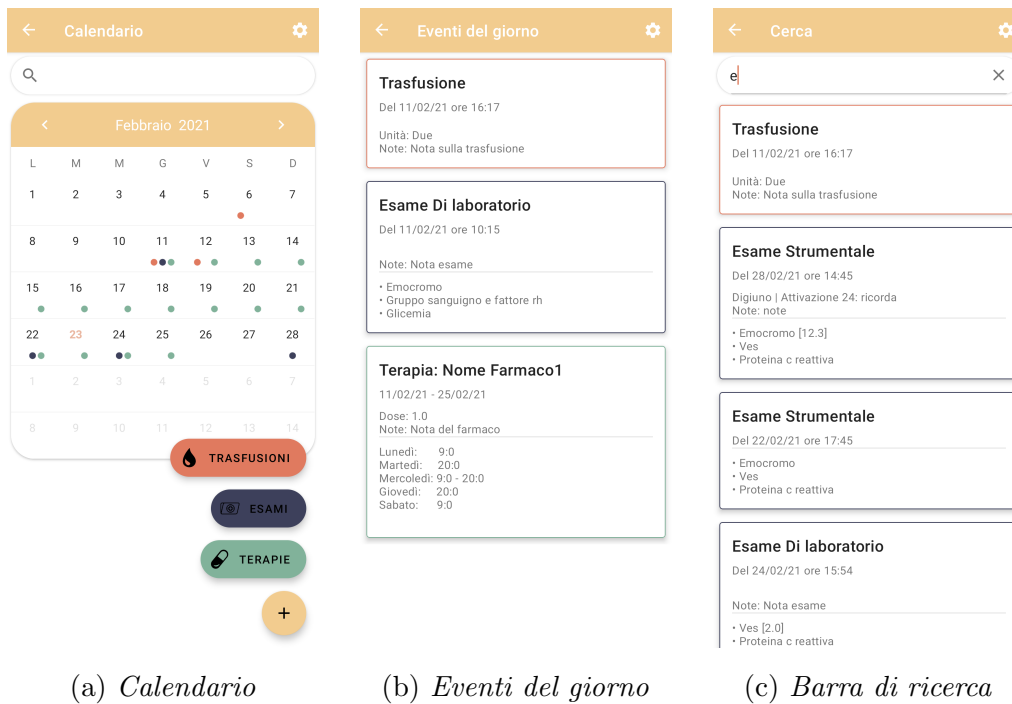 Calendario
Febbraio 2021
L M M G V S D
1 2 3 4 5 6 7
8 9 10 11 12 13 14
15 16 17 18 19 20 21
22 23 24 25 26 27 28
1 2 3 4 5 6 7
8 9 10 11 12 13 14
TRASFUSIONI
ESAMI
TERAPIE
+
(a) Calendario
Eventi del giorno
Trasfusione
Del 11/02/21 ore 16:17
Unità: Due
Note: Nota sulla trasfusione
Esame Di laboratorio
Del 11/02/21 ore 10:15
Note: Nota esame
• Emocromo
• Gruppo sanguigno e fattore rh
• Glicemia
Terapia: Nome Farmaco1
11/02/21 - 25/02/21
Dose: 1.0
Note: Nota del farmaco
Lunedì: 9:0
Martedì: 20:0
Mercoledì: 9:0 - 20:0
Giovedì: 20:0
Sabato: 9:0
(b) Eventi del giorno
Cerca
e
Trasfusione
Del 11/02/21 ore 16:17
Unità: Due
Note: Nota sulla trasfusione
Esame Strumentale
Del 28/02/21 ore 14:45
Digiuno | Attivazione 24: ricorda
Note: note
• Emocromo [12.3]
• Ves
• Proteina c reattiva
Esame Strumentale
Del 22/02/21 ore 17:45
• Emocromo
• Ves
• Proteina c reattiva
Esame Di laboratorio
Del 24/02/21 ore 15:54
Note: Nota esame
• Ves [2.0]
• Proteina c reattiva
(c) Barra di ricerca